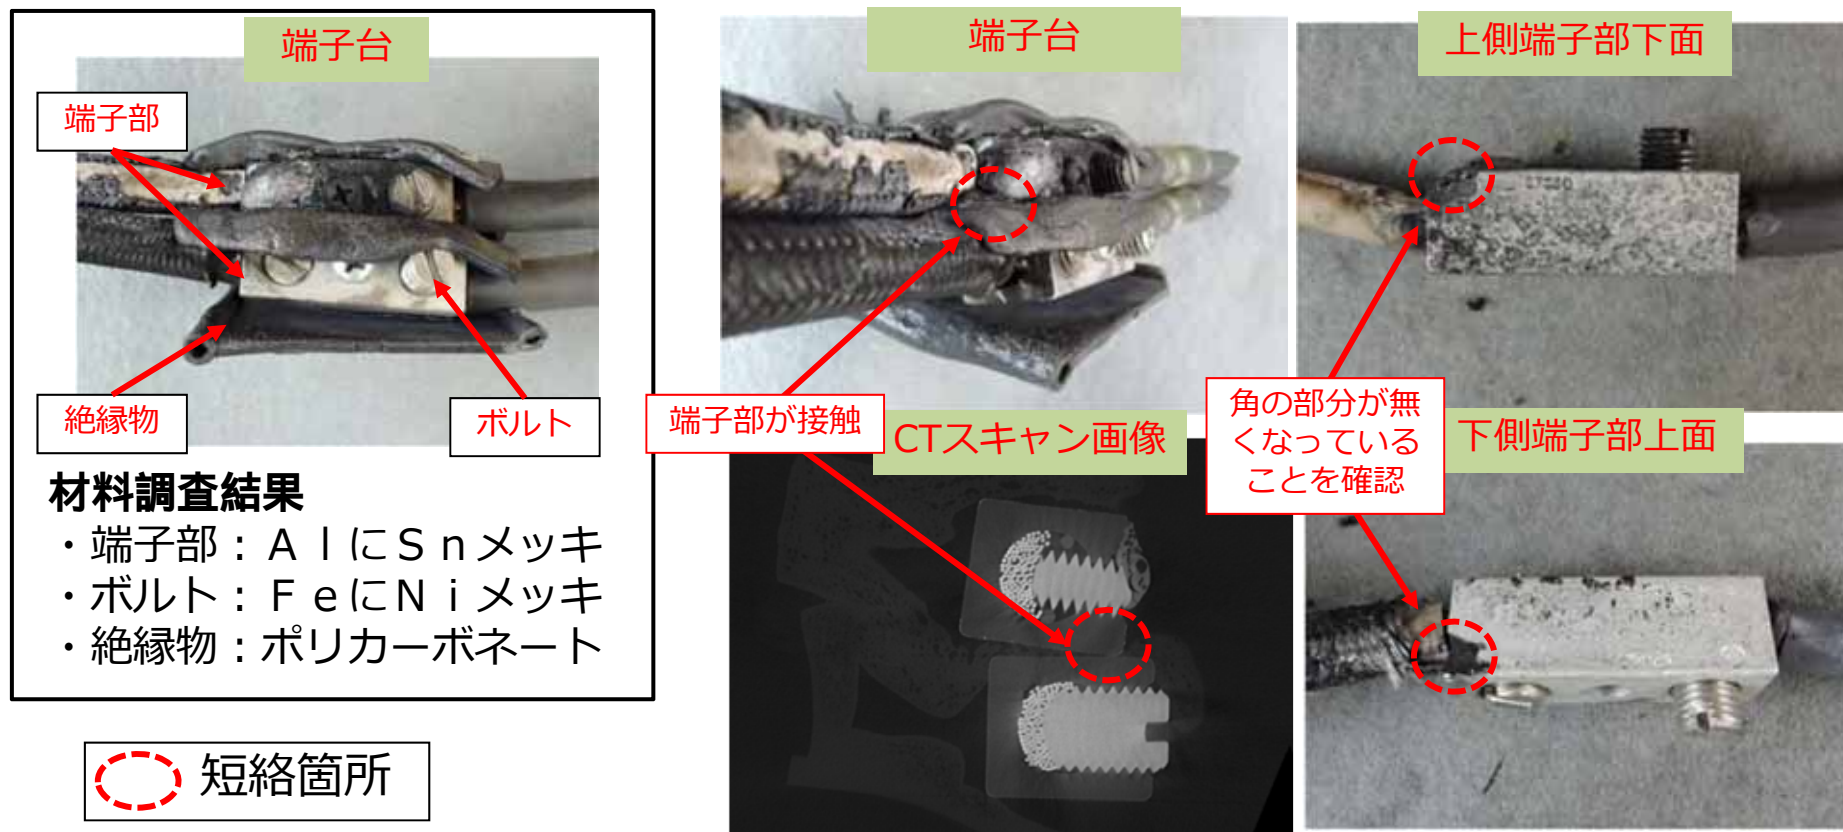 端子台
端子部
絶縁物
ボルト
材料調査結果
・端子部：ＡｌにＳｎメッキ
・ボルト：ＦｅにＮｉメッキ
・絶縁物：ポリカーボネート
短絡箇所
端子台
端子部が接触
CTスキャン画像
上側端子部下面
角の部分が無
くなっている
ことを確認
下側端子部上面